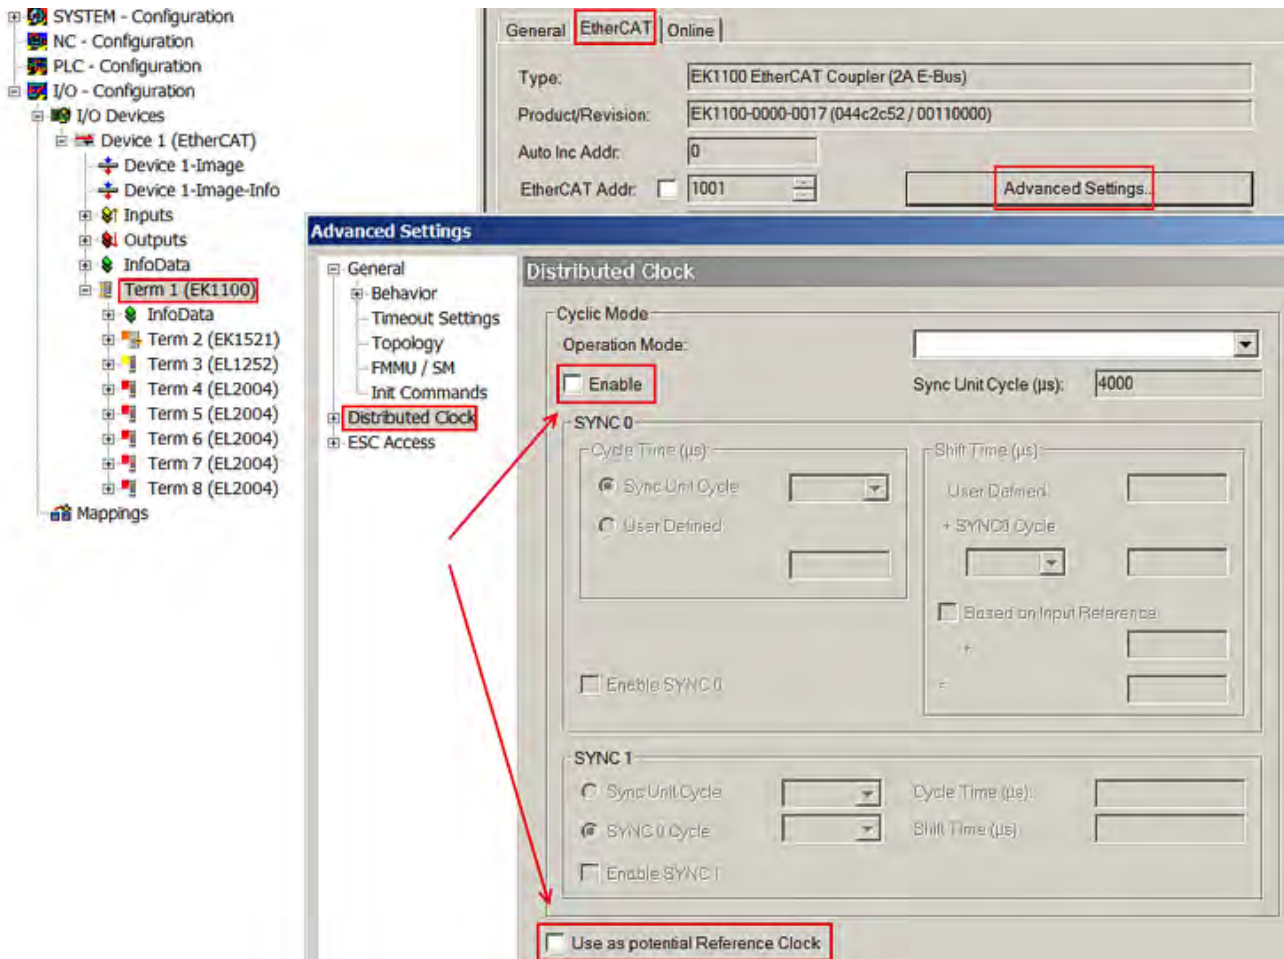 SYSTEM - Configuration
NC - Configuration
PLC - Configuration
I/O - Configuration
I/O Devices
Device 1 (EtherCAT)
Device 1-Image
Device 1-Image-Info
Inputs
Outputs
InfoData
Term 1 (EK1100)
InfoData
Term 2 (EK1521)
Term 3 (EL1252)
Term 4 (EL2004)
Term 5 (EL2004)
Term 6 (EL2004)
Term 7 (EL2004)
Term 8 (EL2004)
Mappings
General EtherCAT Online
Type: EK1100 EtherCAT Coupler (2A E-Bus)
Product/Revision: EK1100-0000-0017 (044c2c52 / 00110000)
Auto Inc Addr: 0
EtherCAT Addr: 1001 Advanced Settings...
Advanced Settings
General
Behavior
Timeout Settings
Topology
FMMU / SM
Init Commands
Distributed Clock
ESC Access
Distributed Clock
Cyclic Mode
Operation Mode:
Enable Sync Unit Cycle (µs): 4000
SYNC 0
Cycle Time (µs): Shift Time (µs):
Sync Unit Cycle User Defined
User Defined + SYNC0 Cycle
Based on Input Reference
+
Enable SYNC 0 =
SYNC 1
Sync Unit Cycle Cycle Time (µs):
SYNC 0 Cycle Shift Time (µs)
Enable SYNC 1
Use as potential Reference Clock